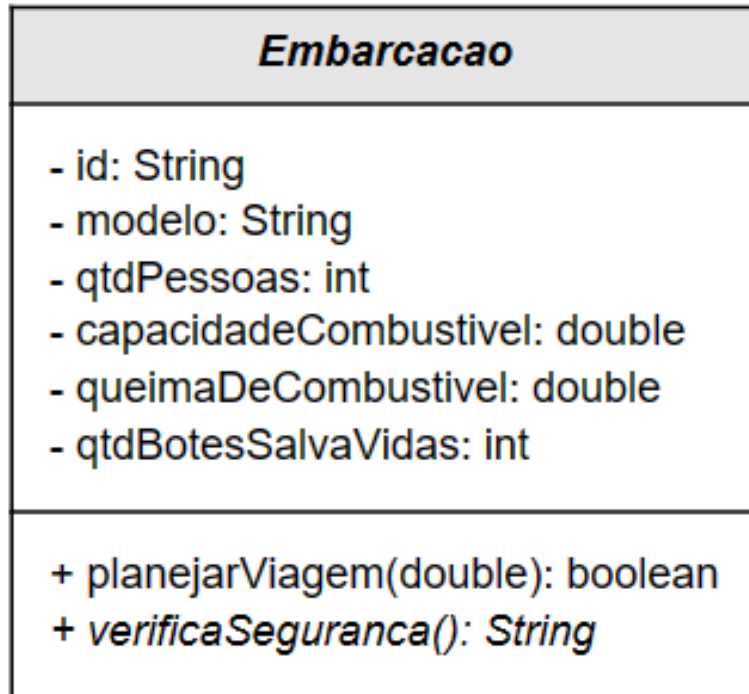 Embarcacao
- id: String
- modelo: String
- qtdPessoas: int
- capacidadeCombustivel: double
- queimaDeCombustivel: double
- qtdBotesSalvaVidas: int
+ planejarViagem(double): boolean
+ verificaSeguranca(): String